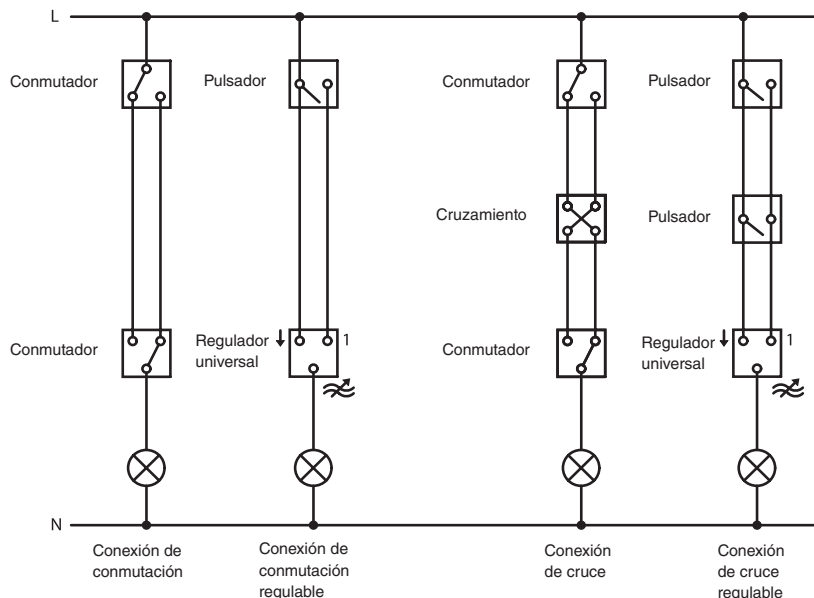 L
Conmutador
Pulsador
Conmutador
Pulsador
Cruzamiento
Pulsador
Conmutador
Regulador
universal
1
Conmutador
Regulador
universal
1
N
Conexión de
conmutación
Conexión de
conmutación
regulable
Conexión
de cruce
Conexión
de cruce
regulable